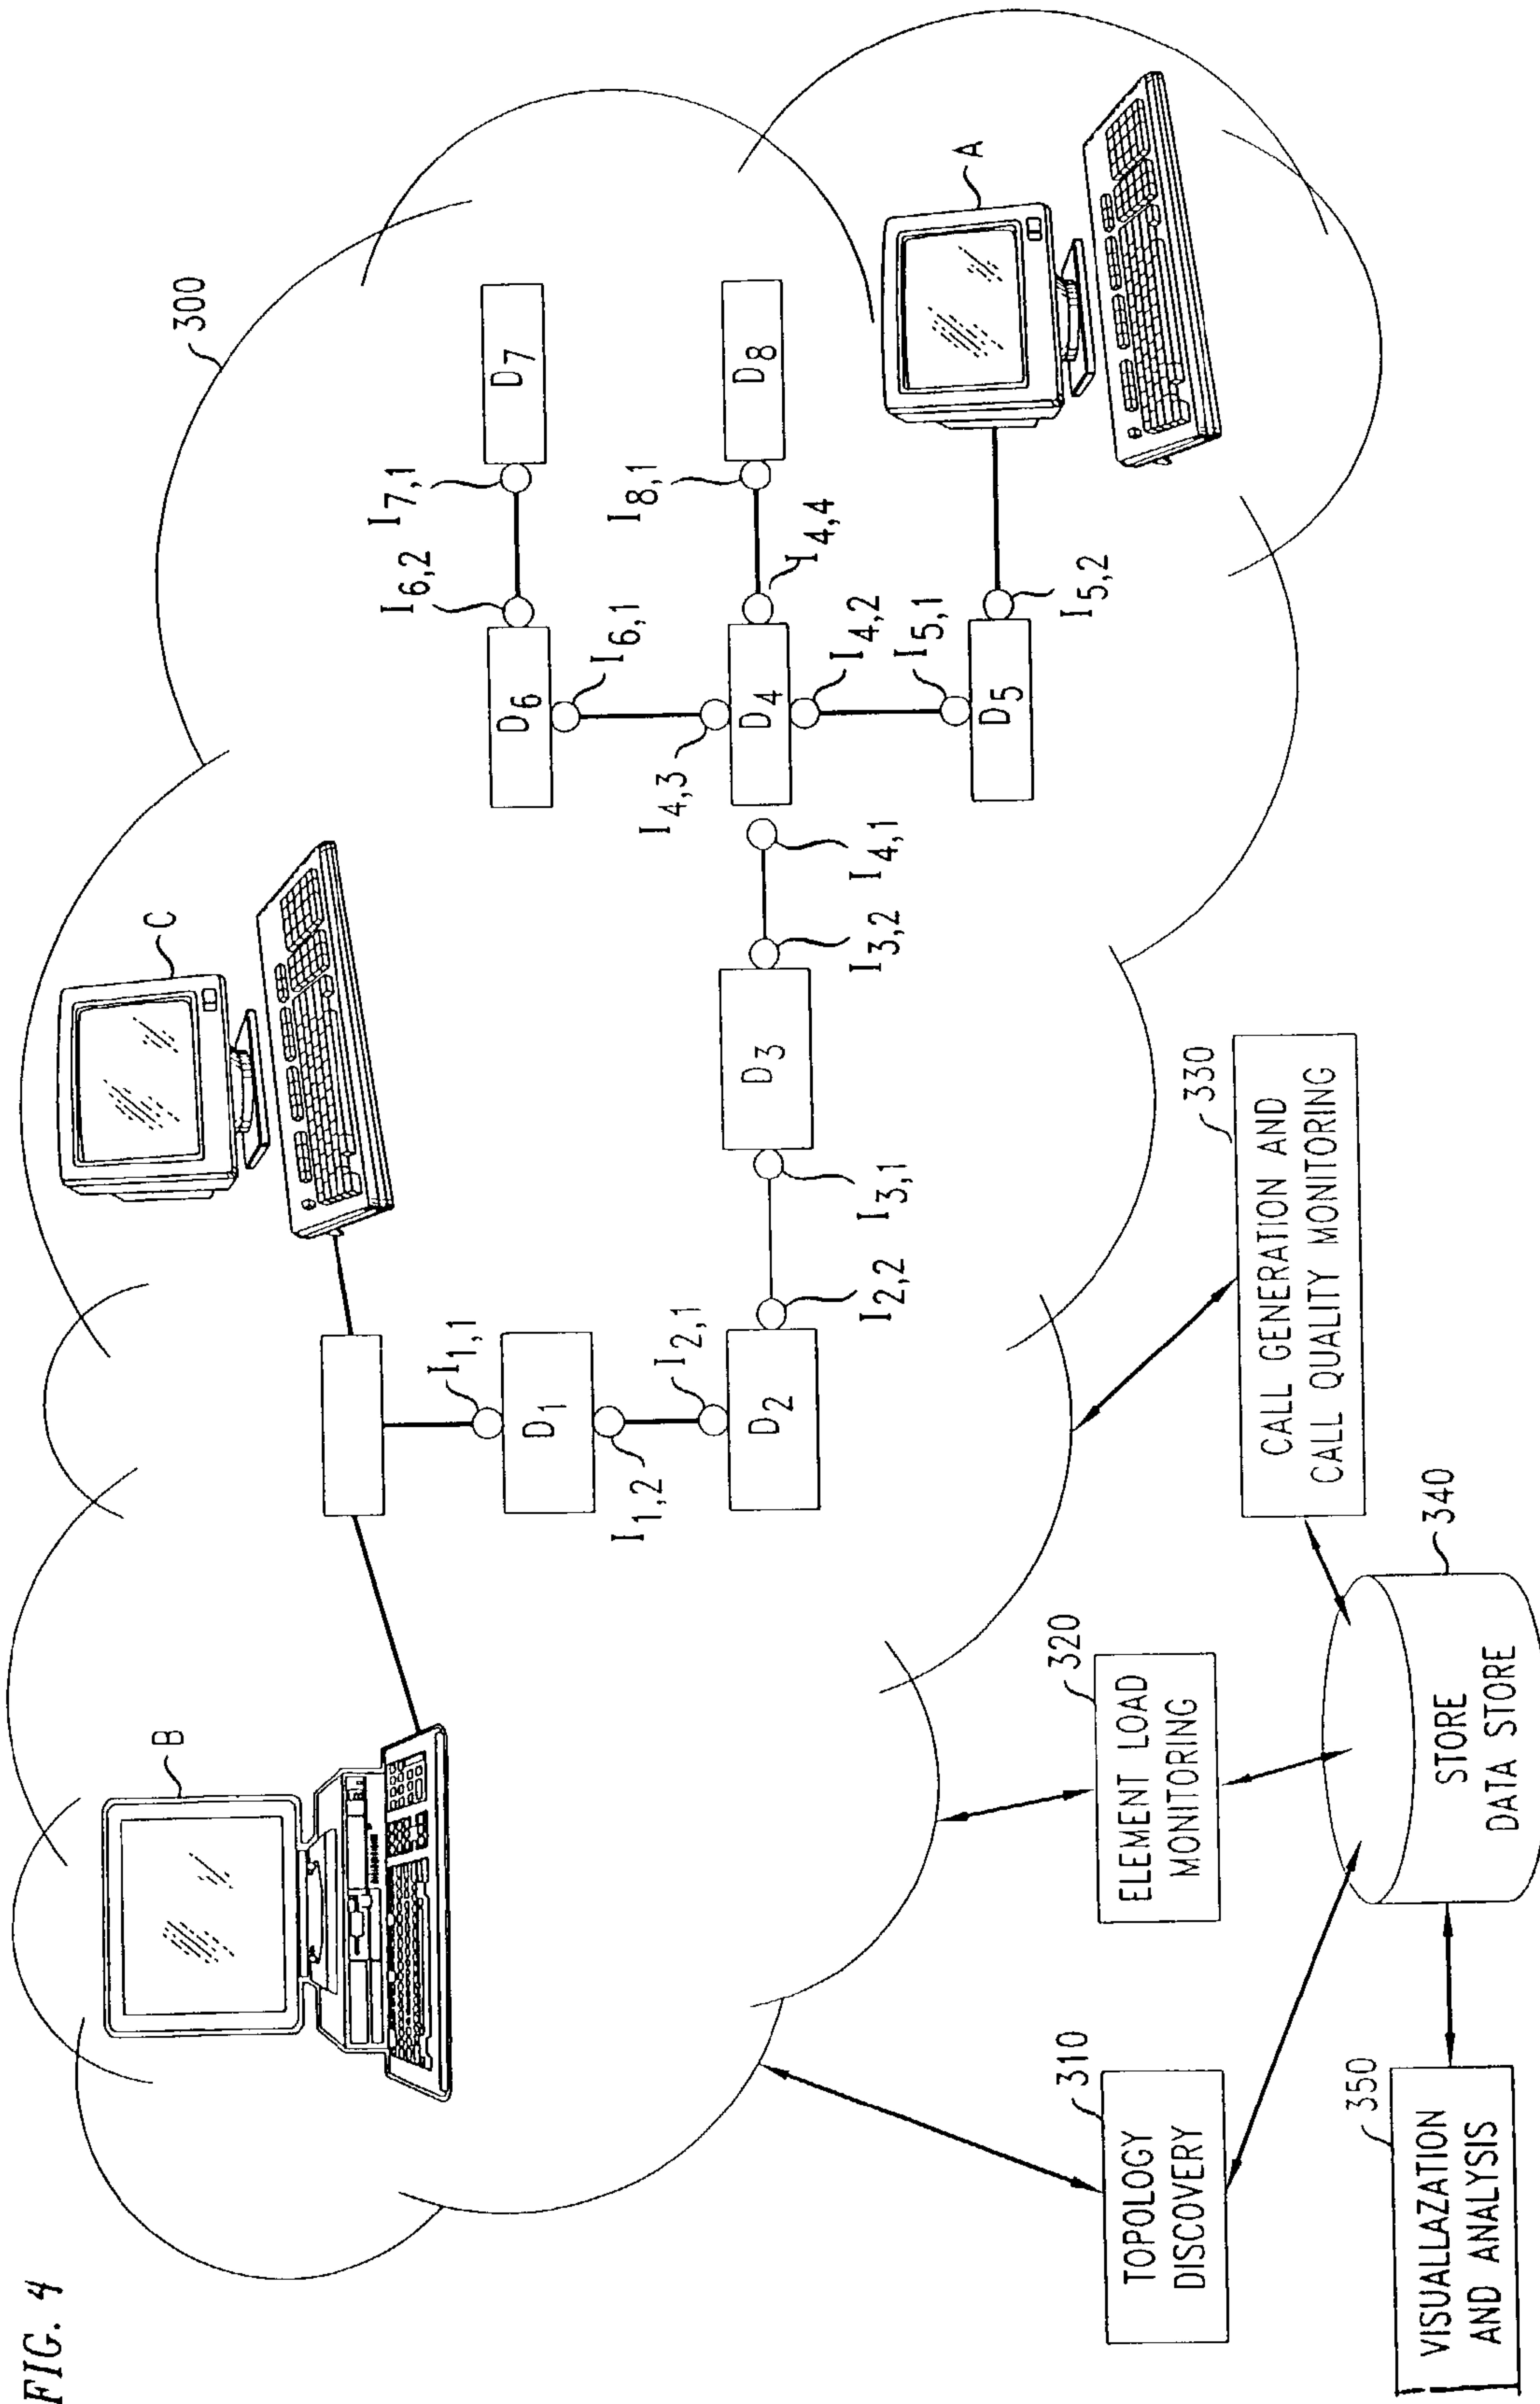 FIG. 4
300
B
C
A
I1,1
D1
I1,2
I2,1
D2
I2,2
I3,1
D3
I3,2
I4,1
I4,3
D4
I4,4
I4,2
I6,1
D6
I6,2
I7,1
D7
I8,1
D8
I5,1
D5
I5,2
310
TOPOLOGY
DISCOVERY
320
ELEMENT LOAD
MONITORING
330
CALL GENERATION AND
CALL QUALITY MONITORING
340
STORE
DATA STORE
350
VISUALLAZATION
AND ANALYSIS